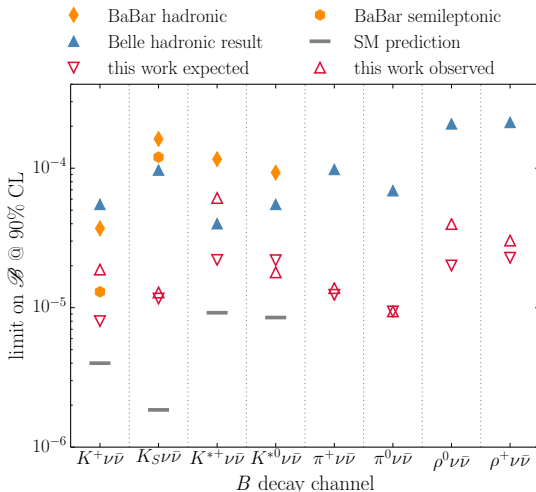 BaBar hadronic BaBar semileptonic
Belle hadronic result SM prediction
this work expected this work observed
limit on ℬ @ 90% CL
10⁻⁴
10⁻⁵
10⁻⁶
K⁺νν̄ K_Sνν̄ K*⁺νν̄ K*⁰νν̄ π⁺νν̄ π⁰νν̄ ρ⁰νν̄ ρ⁺νν̄
B decay channel